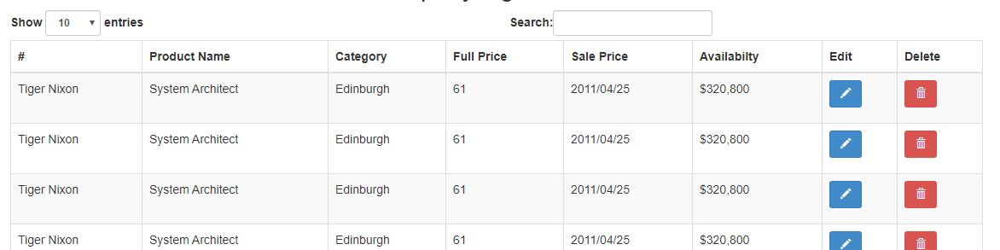 Show 10 entries Search:
# Product Name Category Full Price Sale Price Availabilty Edit Delete
Tiger Nixon System Architect Edinburgh 61 2011/04/25 $320,800
Tiger Nixon System Architect Edinburgh 61 2011/04/25 $320,800
Tiger Nixon System Architect Edinburgh 61 2011/04/25 $320,800
Tiger Nixon System Architect Edinburgh 61 2011/04/25 $320,800